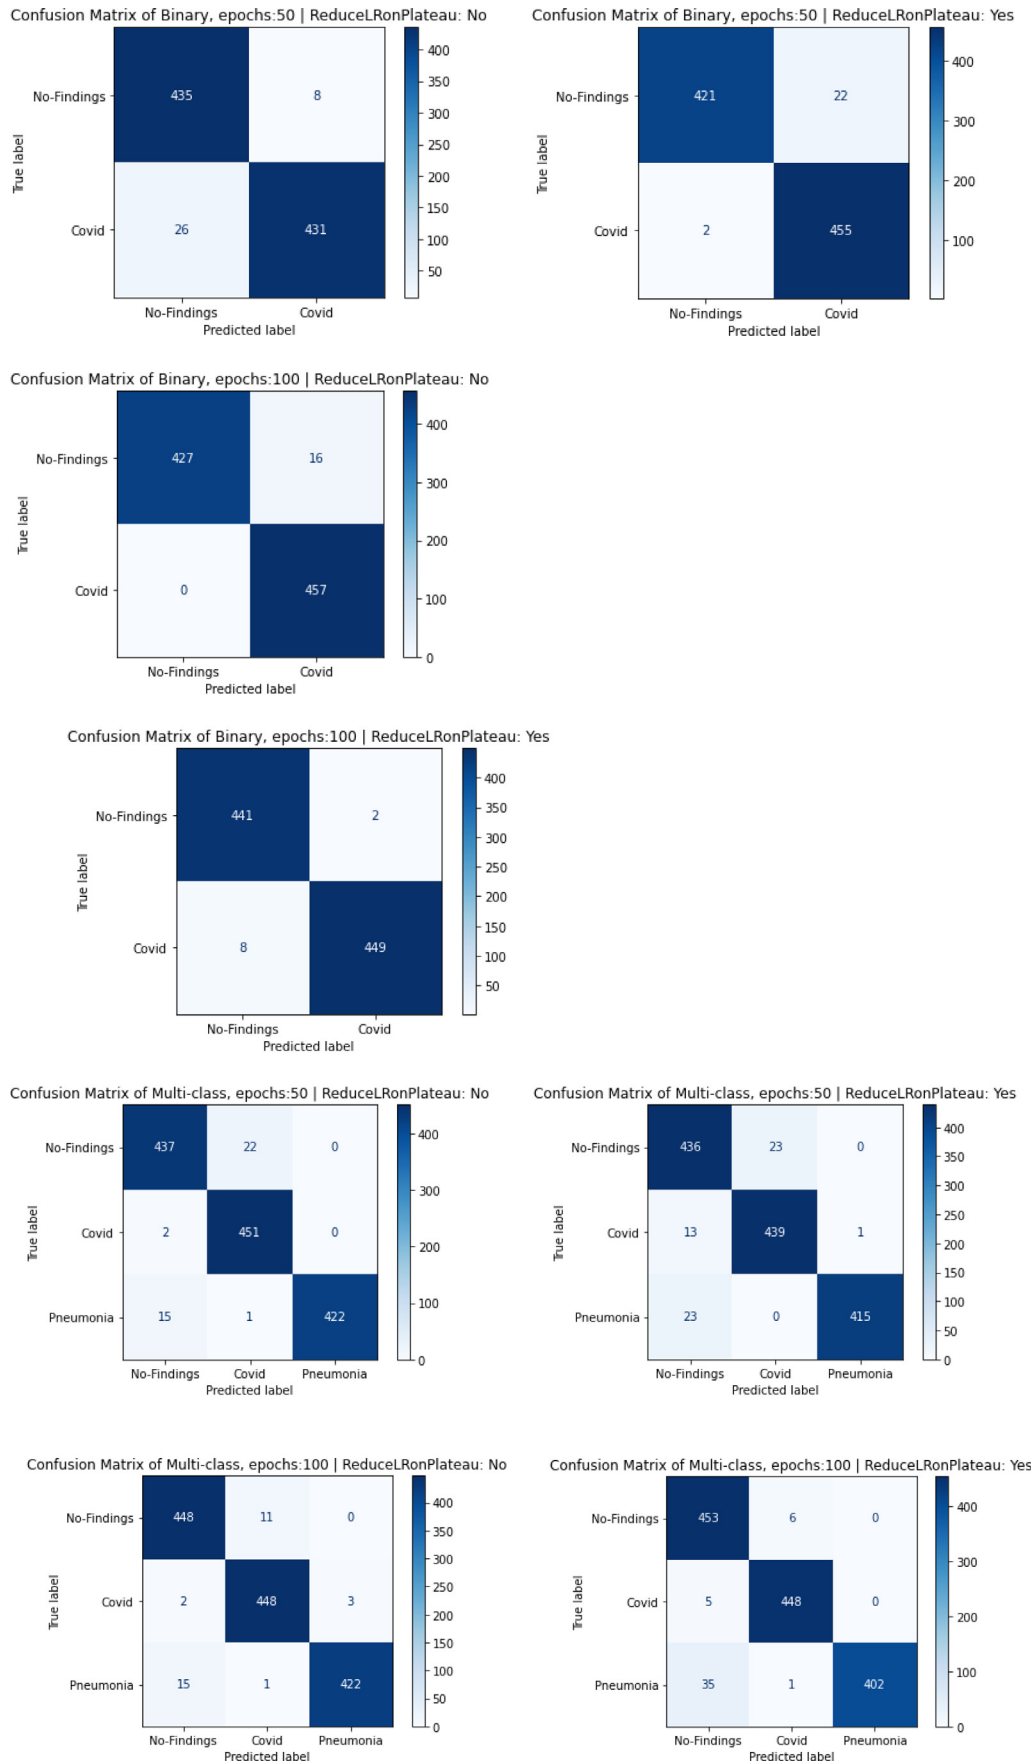 Confusion Matrix of Binary, epochs:50 | ReduceLRonPlateau: No
No-Findings
Covid
True label
435 8
26 431
No-Findings Covid
Predicted label
400
350
300
250
200
150
100
50
Confusion Matrix of Binary, epochs:50 | ReduceLRonPlateau: Yes
No-Findings
Covid
True label
421 22
2 455
No-Findings Covid
Predicted label
400
300
200
100
Confusion Matrix of Binary, epochs:100 | ReduceLRonPlateau: No
No-Findings
Covid
True label
427 16
0 457
No-Findings Covid
Predicted label
400
300
200
100
0
Confusion Matrix of Binary, epochs:100 | ReduceLRonPlateau: Yes
No-Findings
Covid
True label
441 2
8 449
No-Findings Covid
Predicted label
400
350
300
250
200
150
100
50
Confusion Matrix of Multi-class, epochs:50 | ReduceLRonPlateau: No
No-Findings
Covid
Pneumonia
True label
437 22 0
2 451 0
15 1 422
No-Findings Covid Pneumonia
Predicted label
400
300
200
100
0
Confusion Matrix of Multi-class, epochs:50 | ReduceLRonPlateau: Yes
No-Findings
Covid
Pneumonia
True label
436 23 0
13 439 1
23 0 415
No-Findings Covid Pneumonia
Predicted label
400
350
300
250
200
150
100
50
0
Confusion Matrix of Multi-class, epochs:100 | ReduceLRonPlateau: No
No-Findings
Covid
Pneumonia
True label
448 11 0
2 448 3
15 1 422
No-Findings Covid Pneumonia
Predicted label
400
350
300
250
200
150
100
50
0
Confusion Matrix of Multi-class, epochs:100 | ReduceLRonPlateau: Yes
No-Findings
Covid
Pneumonia
True label
453 6 0
5 448 0
35 1 402
No-Findings Covid Pneumonia
Predicted label
400
300
200
100
0